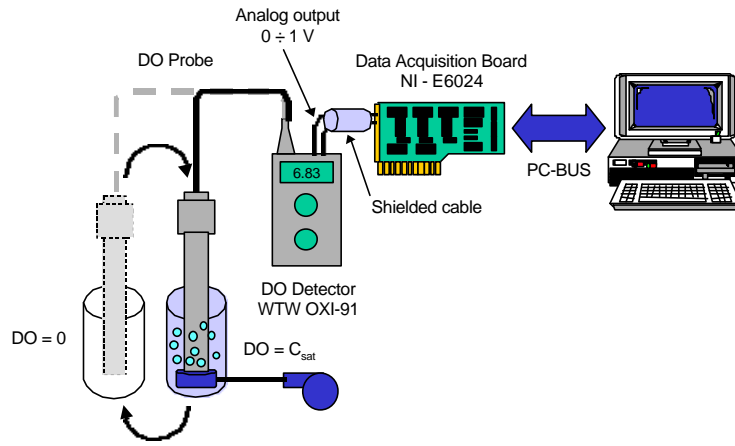 Analog output
0 ÷ 1 V
DO Probe
Data Acquisition Board
NI - E6024
6.83
PC-BUS
Shielded cable
DO Detector
WTW OXI-91
DO = 0
DO = C_sat